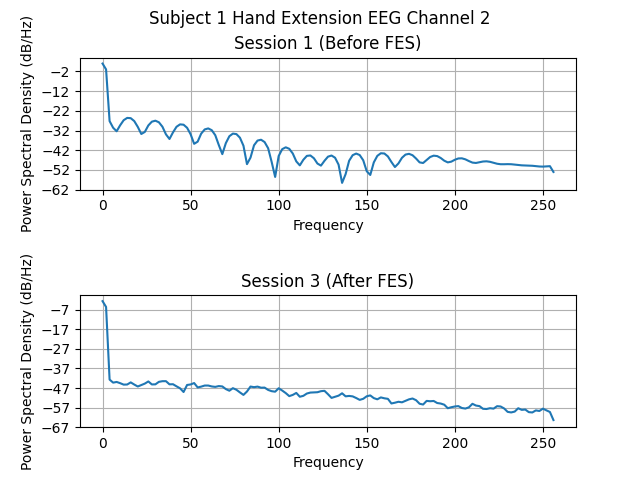 Subject 1 Hand Extension EEG Channel 2
Session 1 (Before FES)
Power Spectral Density (dB/Hz)
−2
−12
−22
−32
−42
−52
−62
0 50 100 150 200 250
Frequency
Session 3 (After FES)
Power Spectral Density (dB/Hz)
−7
−17
−27
−37
−47
−57
−67
0 50 100 150 200 250
Frequency